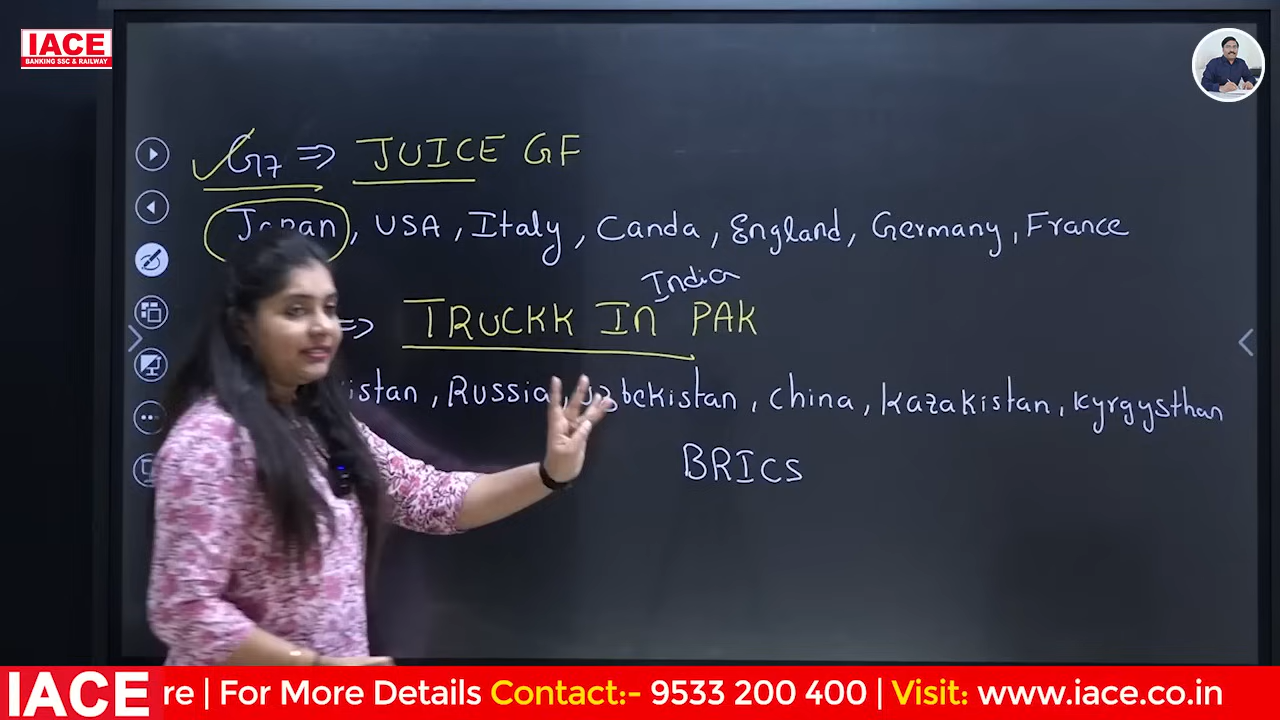 IACE
BANKING SSC & RAILWAY
G7 ⇒ JUICE GF
Japan, USA, Italy, Canda, England, Germany, France
India
⇒ TRUCKK IN PAK
istan, Russia, Uzbekistan, china, Kazakistan, Kyrgysthan
BRICS
IACE re | For More Details Contact:- 9533 200 400 | Visit: www.iace.co.in